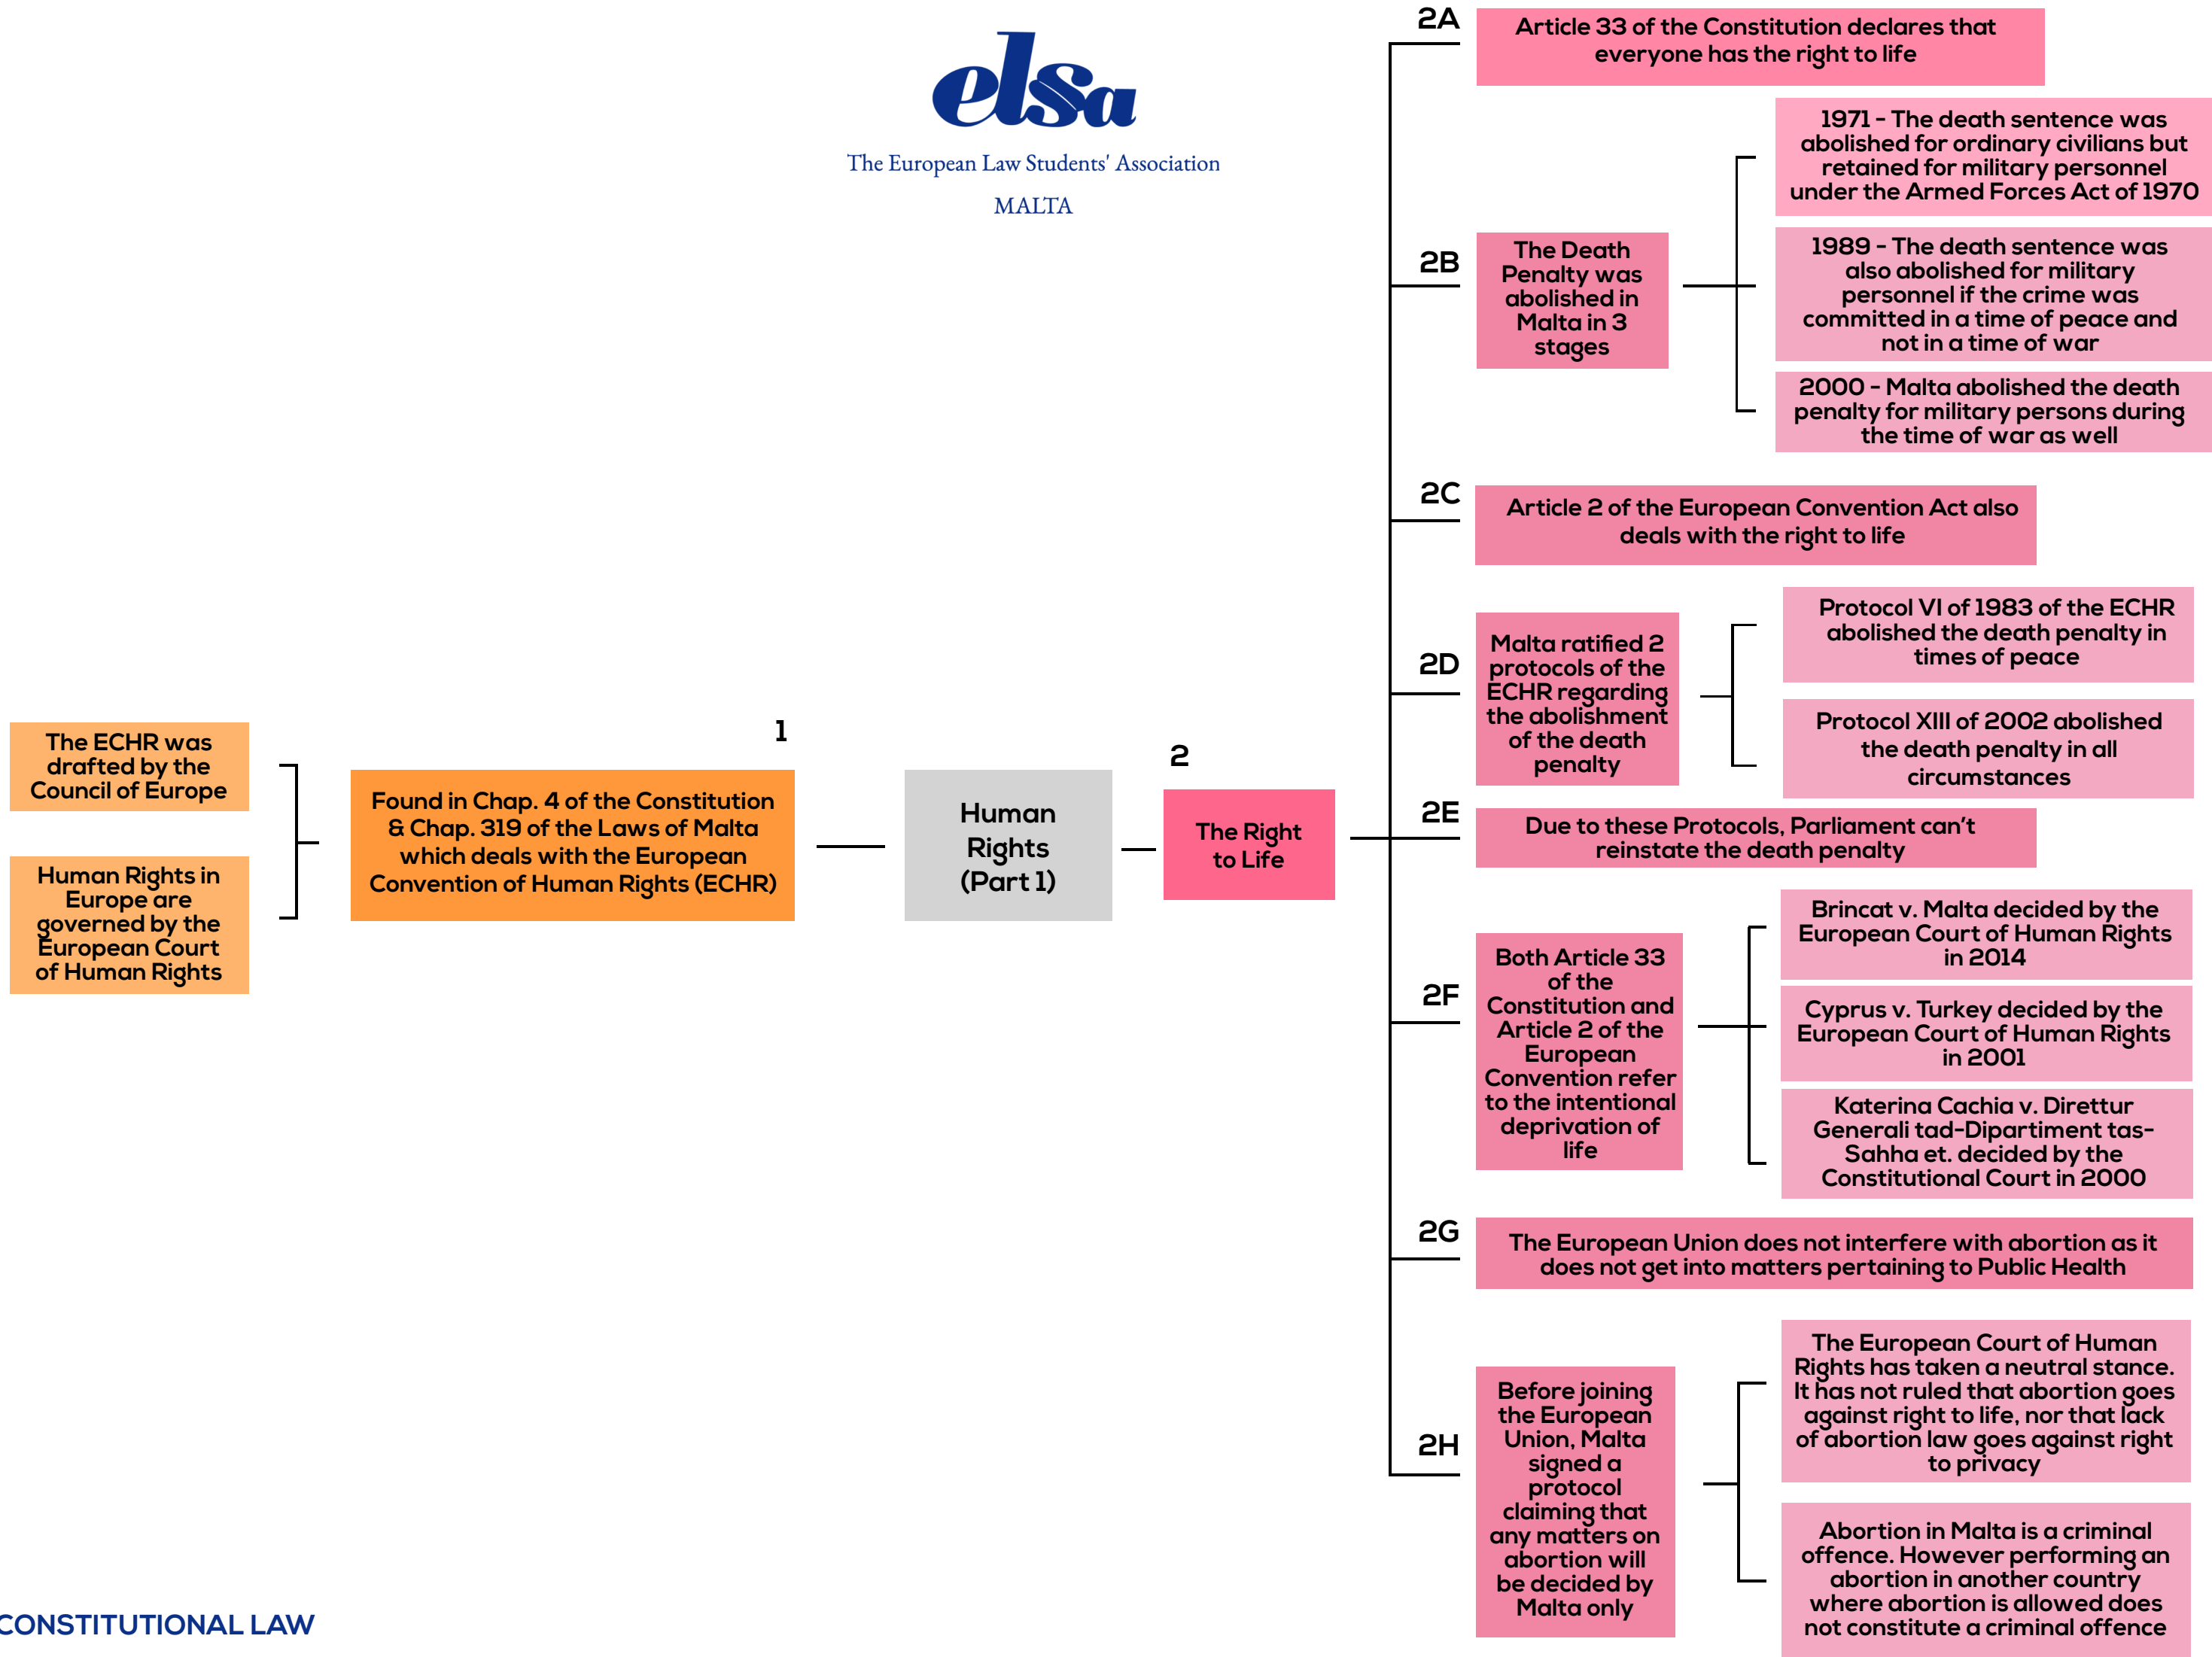 elsa
The European Law Students' Association
MALTA
The ECHR was
drafted by the
Council of Europe
Human Rights in
Europe are
governed by the
European Court
of Human Rights
1
Found in Chap. 4 of the Constitution
& Chap. 319 of the Laws of Malta
which deals with the European
Convention of Human Rights (ECHR)
Human
Rights
(Part 1)
2
The Right
to Life
2A
Article 33 of the Constitution declares that
everyone has the right to life
2B
The Death
Penalty was
abolished in
Malta in 3
stages
1971 - The death sentence was
abolished for ordinary civilians but
retained for military personnel
under the Armed Forces Act of 1970
1989 - The death sentence was
also abolished for military
personnel if the crime was
committed in a time of peace and
not in a time of war
2000 - Malta abolished the death
penalty for military persons during
the time of war as well
2C
Article 2 of the European Convention Act also
deals with the right to life
2D
Malta ratified 2
protocols of the
ECHR regarding
the abolishment
of the death
penalty
Protocol VI of 1983 of the ECHR
abolished the death penalty in
times of peace
Protocol XIII of 2002 abolished
the death penalty in all
circumstances
2E
Due to these Protocols, Parliament can't
reinstate the death penalty
2F
Both Article 33
of the
Constitution and
Article 2 of the
European
Convention refer
to the intentional
deprivation of
life
Brincat v. Malta decided by the
European Court of Human Rights
in 2014
Cyprus v. Turkey decided by the
European Court of Human Rights
in 2001
Katerina Cachia v. Direttur
Generali tad-Dipartiment tas-
Sahha et. decided by the
Constitutional Court in 2000
2G
The European Union does not interfere with abortion as it
does not get into matters pertaining to Public Health
2H
Before joining
the European
Union, Malta
signed a
protocol
claiming that
any matters on
abortion will
be decided by
Malta only
The European Court of Human
Rights has taken a neutral stance.
It has not ruled that abortion goes
against right to life, nor that lack
of abortion law goes against right
to privacy
Abortion in Malta is a criminal
offence. However performing an
abortion in another country
where abortion is allowed does
not constitute a criminal offence
CONSTITUTIONAL LAW